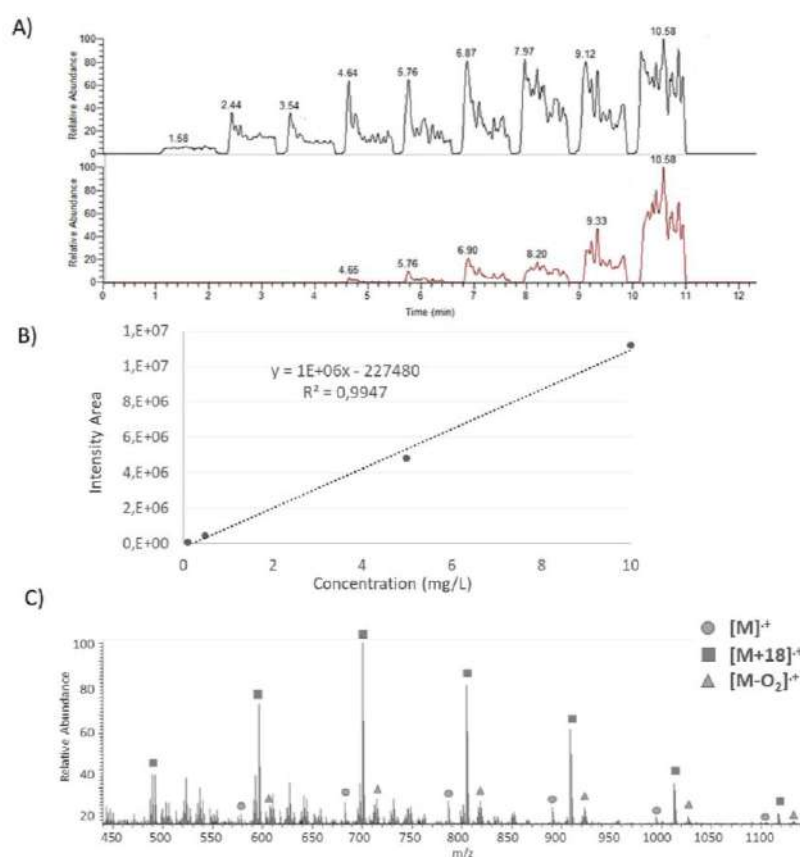 A)
Relative Abundance
100
80
60
40
20
0
1.58
2.44
3.54
4.64
5.76
6.87
7.97
9.12
10.58
Relative Abundance
100
80
60
40
20
0
4.65
5.76
6.90
8.20
9.33
10.58
0 1 2 3 4 5 6 7 8 9 10 11 12
Time (min)
B)
Intensity Area
1,E+07
1,E+07
8,E+06
6,E+06
4,E+06
2,E+06
0,E+00
y = 1E+06x - 227480
R² = 0,9947
0 2 4 6 8 10
Concentration (mg/L)
C)
Relative Abundance
100
80
60
40
20
[M]·+
[M+18]·+
[M-O₂]·+
450 500 550 600 650 700 750 800 850 900 950 1000 1050 1100
m/z